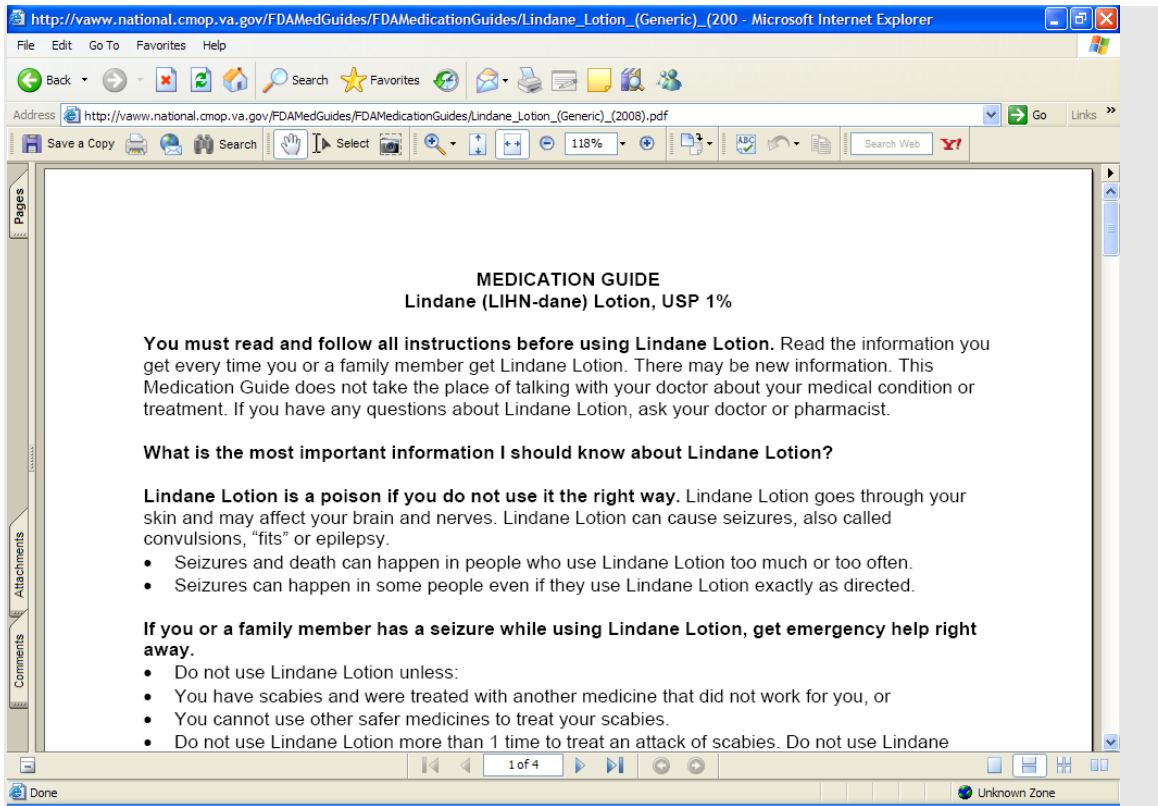 http://vaww.national.cmop.va.gov/FDAMedGuides/FDAMedicationGuides/Lindane_Lotion_(Generic)_(200 - Microsoft Internet Explorer
File Edit Go To Favorites Help
Back Search Favorites
Address http://vaww.national.cmop.va.gov/FDAMedGuides/FDAMedicationGuides/Lindane_Lotion_(Generic)_(2008).pdf Go Links »
Save a Copy Search Select 118% ABC Search Web Y!
Pages
MEDICATION GUIDE
Lindane (LIHN-dane) Lotion, USP 1%
You must read and follow all instructions before using Lindane Lotion. Read the information you
get every time you or a family member get Lindane Lotion. There may be new information. This
Medication Guide does not take the place of talking with your doctor about your medical condition or
treatment. If you have any questions about Lindane Lotion, ask your doctor or pharmacist.
What is the most important information I should know about Lindane Lotion?
Lindane Lotion is a poison if you do not use it the right way. Lindane Lotion goes through your
skin and may affect your brain and nerves. Lindane Lotion can cause seizures, also called
convulsions, “fits” or epilepsy.
• Seizures and death can happen in people who use Lindane Lotion too much or too often.
• Seizures can happen in some people even if they use Lindane Lotion exactly as directed.
Attachments
If you or a family member has a seizure while using Lindane Lotion, get emergency help right
away.
• Do not use Lindane Lotion unless:
• You have scabies and were treated with another medicine that did not work for you, or
• You cannot use other safer medicines to treat your scabies.
• Do not use Lindane Lotion more than 1 time to treat an attack of scabies. Do not use Lindane
Comments
1 of 4
Done Unknown Zone